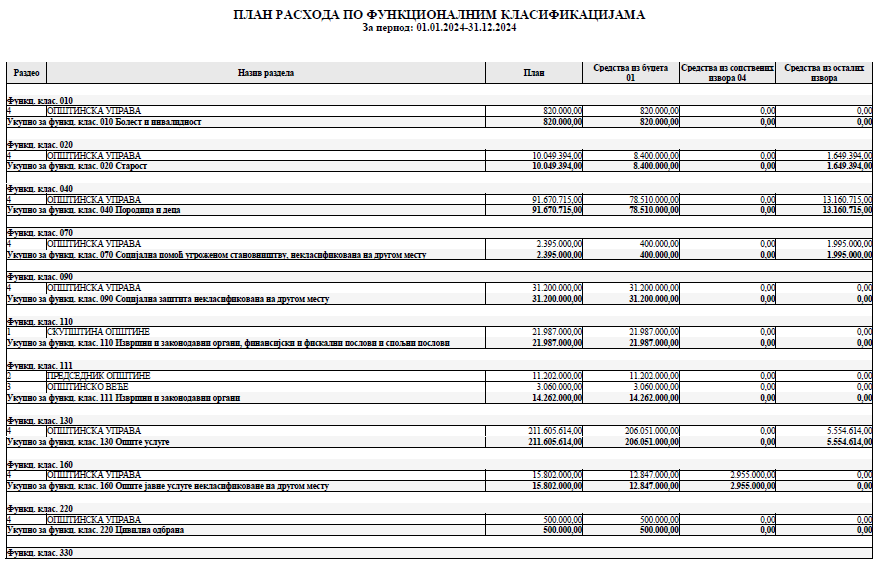 ПЛАН РАСХОДА ПО ФУНКЦИОНАЛНИМ КЛАСИФИКАЦИЈАМА
За период: 01.01.2024-31.12.2024
Раздео Назив раздела План Средства из буџета 01 Средства из сопствених извора 04 Средства из осталих извора
Функц. клас. 010
4 ОПШТИНСКА УПРАВА 820.000,00 820.000,00 0,00 0,00
Укупно за функц. клас. 010 Болест и инвалидност 820.000,00 820.000,00 0,00 0,00
Функц. клас. 020
4 ОПШТИНСКА УПРАВА 10.049.394,00 8.400.000,00 0,00 1.649.394,00
Укупно за функц. клас. 020 Старост 10.049.394,00 8.400.000,00 0,00 1.649.394,00
Функц. клас. 040
4 ОПШТИНСКА УПРАВА 91.670.715,00 78.510.000,00 0,00 13.160.715,00
Укупно за функц. клас. 040 Породица и деца 91.670.715,00 78.510.000,00 0,00 13.160.715,00
Функц. клас. 070
4 ОПШТИНСКА УПРАВА 2.395.000,00 400.000,00 0,00 1.995.000,00
Укупно за функц. клас. 070 Социјална помоћ угроженом становништву, некласификована на другом месту 2.395.000,00 400.000,00 0,00 1.995.000,00
Функц. клас. 090
4 ОПШТИНСКА УПРАВА 31.200.000,00 31.200.000,00 0,00 0,00
Укупно за функц. клас. 090 Социјална заштита некласификована на другом месту 31.200.000,00 31.200.000,00 0,00 0,00
Функц. клас. 110
1 СКУПШТИНА ОПШТИНЕ 21.987.000,00 21.987.000,00 0,00 0,00
Укупно за функц. клас. 110 Извршни и законодавни органи, финансијски и фискални послови и спољни послови 21.987.000,00 21.987.000,00 0,00 0,00
Функц. клас. 111
2 ПРЕДСЕДНИК ОПШТИНЕ 11.202.000,00 11.202.000,00 0,00 0,00
3 ОПШТИНСКО ВЕЋЕ 3.060.000,00 3.060.000,00 0,00 0,00
Укупно за функц. клас. 111 Извршни и законодавни органи 14.262.000,00 14.262.000,00 0,00 0,00
Функц. клас. 130
4 ОПШТИНСКА УПРАВА 211.605.614,00 206.051.000,00 0,00 5.554.614,00
Укупно за функц. клас. 130 Опште услуге 211.605.614,00 206.051.000,00 0,00 5.554.614,00
Функц. клас. 160
4 ОПШТИНСКА УПРАВА 15.802.000,00 12.847.000,00 2.955.000,00 0,00
Укупно за функц. клас. 160 Опште јавне услуге некласификоване на другом месту 15.802.000,00 12.847.000,00 2.955.000,00 0,00
Функц. клас. 220
4 ОПШТИНСКА УПРАВА 500.000,00 500.000,00 0,00 0,00
Укупно за функц. клас. 220 Цивилна одбрана 500.000,00 500.000,00 0,00 0,00
Функц. клас. 330